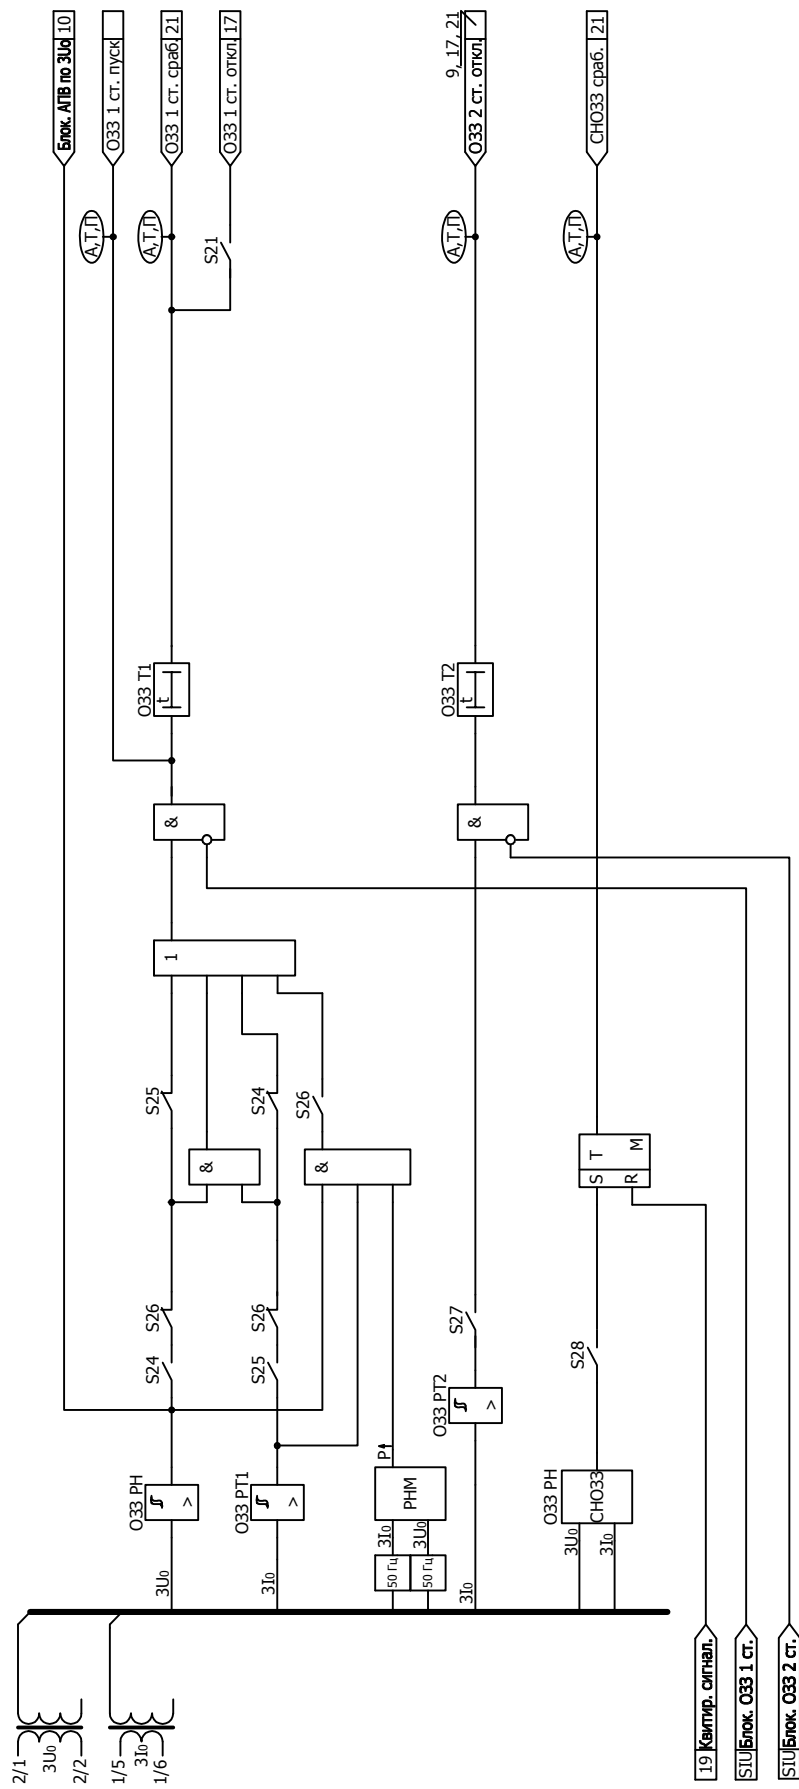 Блок. АПВ по 3Uo 10
ОЗЗ 1 ст. пуск
ОЗЗ 1 ст. сраб. 21
ОЗЗ 1 ст. откл. 17
9, 17, 21
ОЗЗ 2 ст. откл.
СНОЗЗ сраб. 21
А,Т,П
А,Т,П
А,Т,П
А,Т,П
S21
ОЗЗ Т1
t
ОЗЗ Т2
t
&
&
1
S25
S24
S26
&
&
S T
R M
S26
S26
S24
S25
S27
S28
ОЗЗ РН
>
ОЗЗ РТ1
>
P
РНМ
ОЗЗ РТ2
>
ОЗЗ РН
СНОЗЗ
3U0
3I0
3I0
3U0
50 Гц
50 Гц
3I0
3U0
3I0
2/1
3U0
2/2
1/5
3I0
1/6
19 Квитир. сигнал.
SIU Блок. ОЗЗ 1 ст.
SIU Блок. ОЗЗ 2 ст.